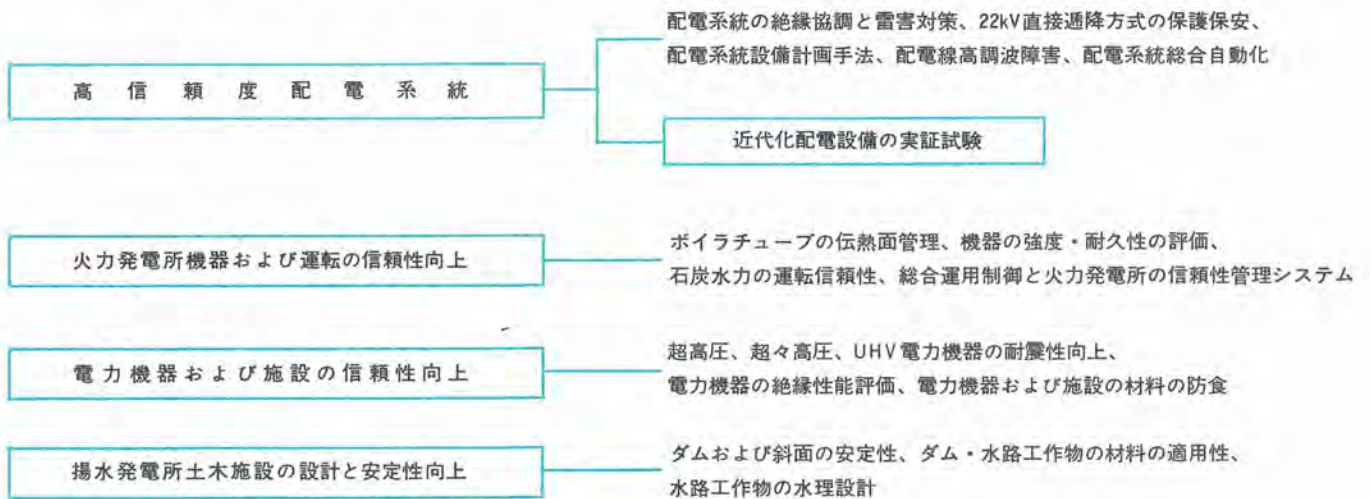 配電系統の絶縁協調と雷害対策、22kV直接逓降方式の保護保安、
配電系統設備計画手法、配電線高調波障害、配電系統総合自動化
高信頼度配電系統
近代化配電設備の実証試験
火力発電所機器および運転の信頼性向上
ボイラチューブの伝熱面管理、機器の強度・耐久性の評価、
石炭水力の運転信頼性、総合運用制御と火力発電所の信頼性管理システム
電力機器および施設の信頼性向上
超高圧、超々高圧、UHV電力機器の耐震性向上、
電力機器の絶縁性能評価、電力機器および施設の材料の防食
揚水発電所土木施設の設計と安定性向上
ダムおよび斜面の安定性、ダム・水路工作物の材料の適用性、
水路工作物の水理設計